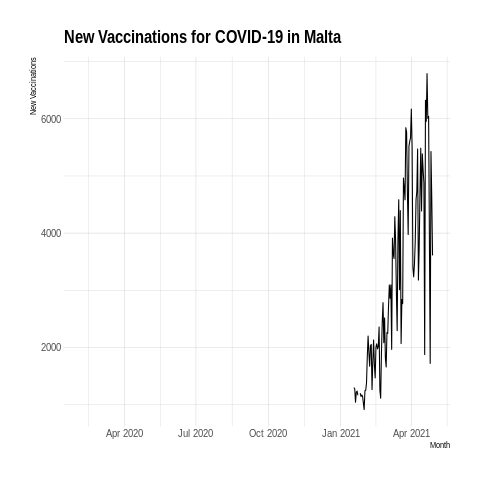 New Vaccinations for COVID-19 in Malta
New Vaccinations
6000
4000
2000
Apr 2020 Jul 2020 Oct 2020 Jan 2021 Apr 2021
Month